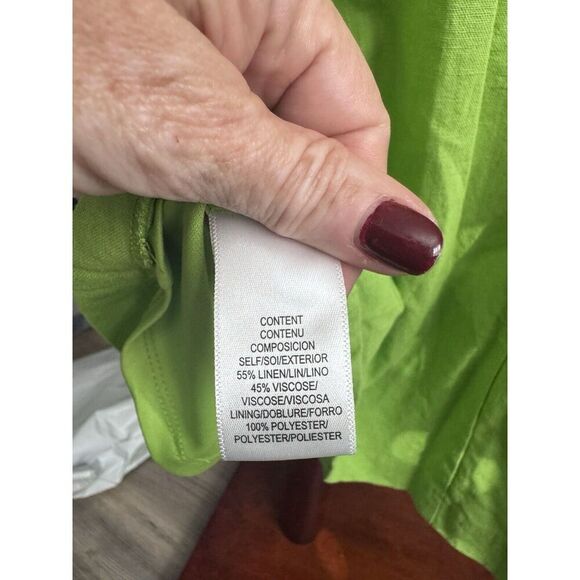 CONTENT
CONTENU
COMPOSICION
SELF/SOI/EXTERIOR
55% LINEN/LIN/LINO
45% VISCOSE/
VISCOSE/VISCOSA
LINING/DOBLURE/FORRO
100% POLYESTER/
POLYESTER/POLIESTER